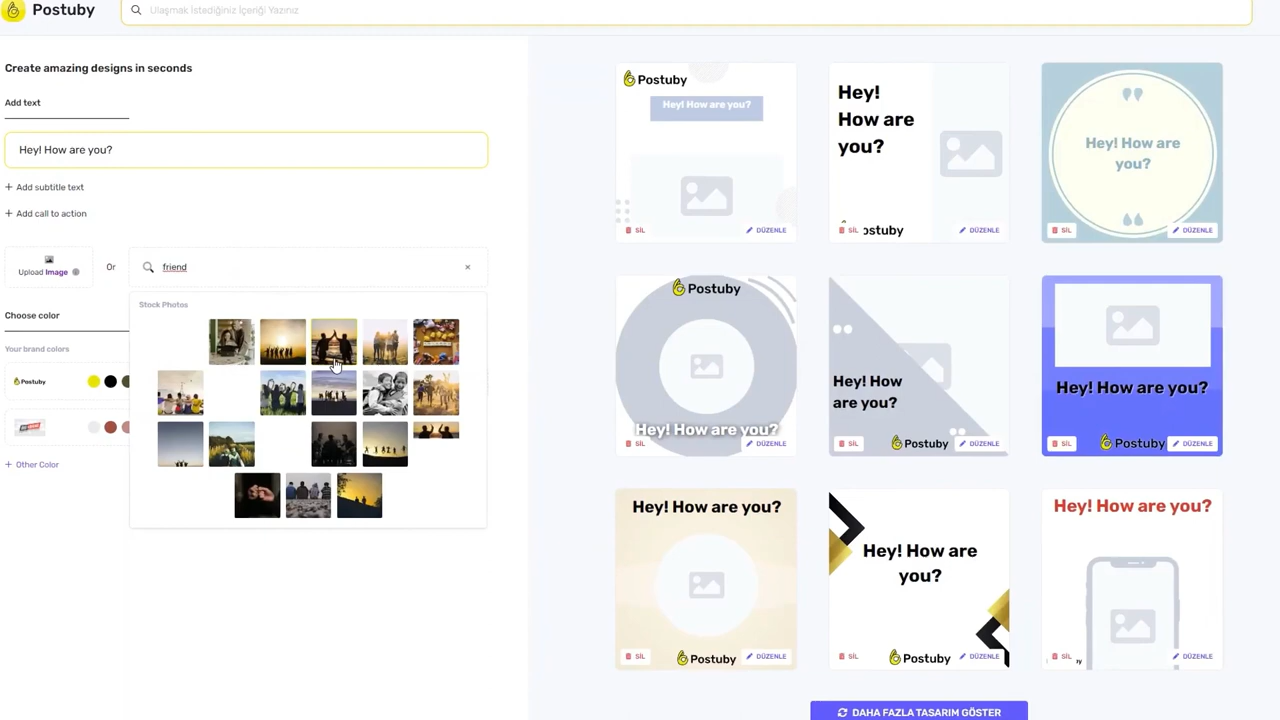 Postuby
Ulaşmak İstediğiniz İçeriği Yazınız
Create amazing designs in seconds
Add text
Hey! How are you?
+ Add subtitle text
+ Add call to action
Upload Image
Or
friend
×
Stock Photos
Choose color
Your brand colors
Postuby
+ Other Color
Postuby
Hey! How are you?
SİL
DÜZENLE
Hey!
How are
you?
SİL
ostuby
DÜZENLE
Hey! How are
you?
SİL
DÜZENLE
Postuby
Hey! How are you?
SİL
DÜZENLE
Hey! How
are you?
SİL
Postuby
DÜZENLE
Hey! How are you?
SİL
Postuby
DÜZENLE
Hey! How are you?
SİL
Postuby
DÜZENLE
Hey! How are
you?
SİL
Postuby
DÜZENLE
Hey! How are you?
SİL
DÜZENLE
DAHA FAZLA TASARIM GÖSTER